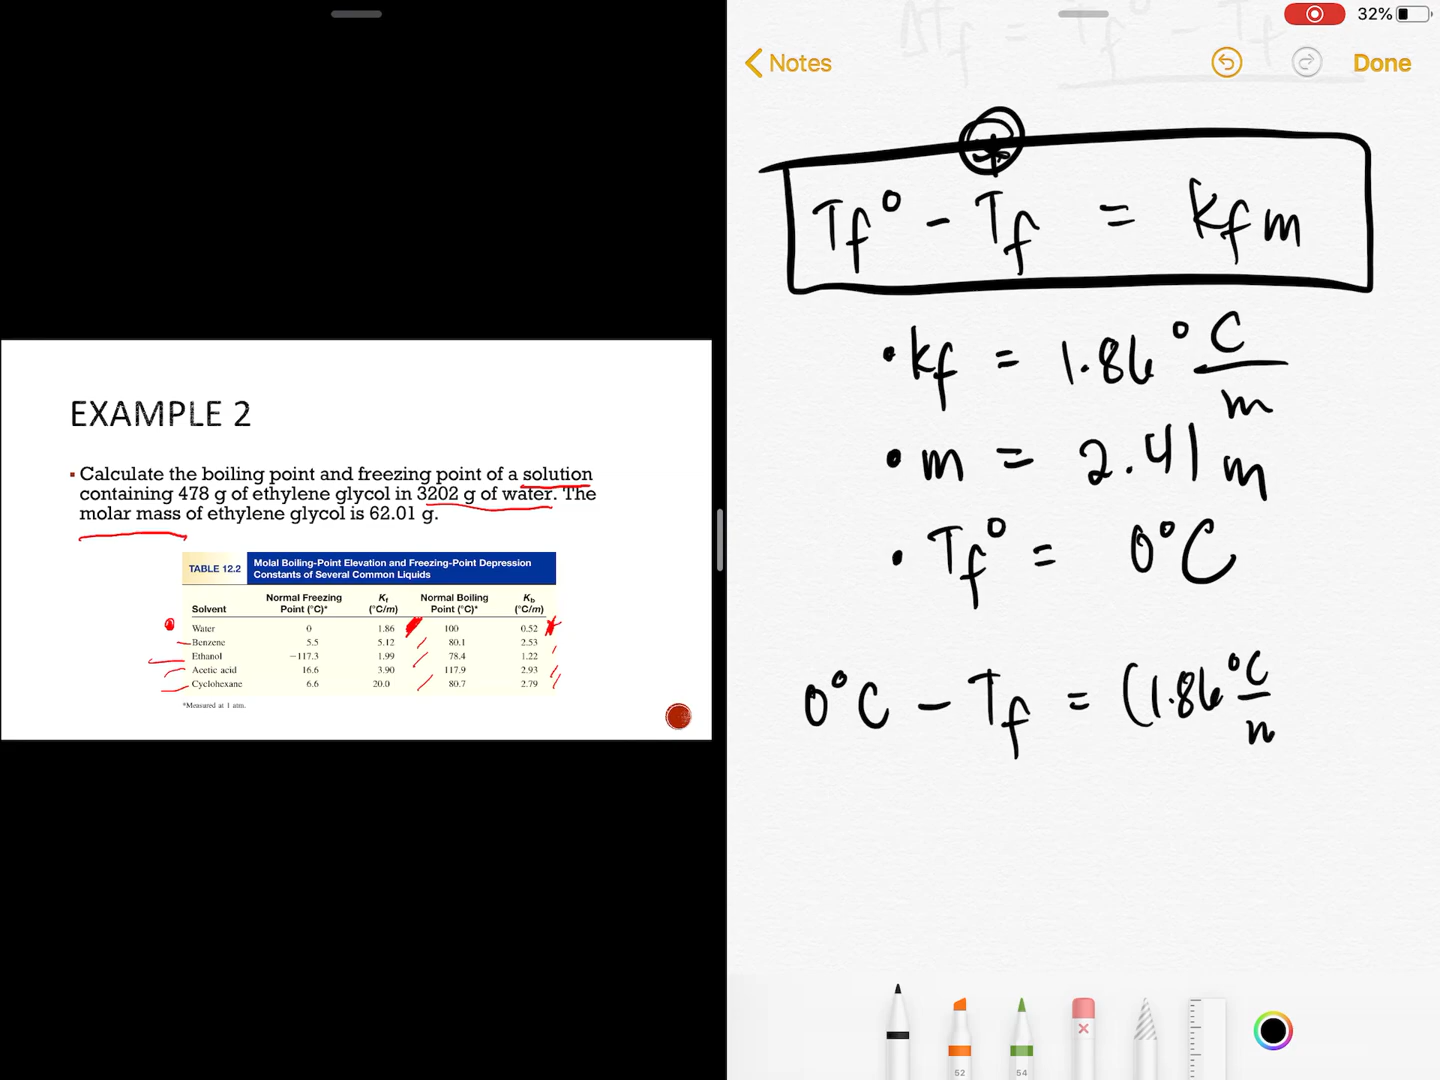 EXAMPLE 2
▪ Calculate the boiling point and freezing point of a solution
containing 478 g of ethylene glycol in 3202 g of water. The
molar mass of ethylene glycol is 62.01 g.
TABLE 12.2 Molal Boiling-Point Elevation and Freezing-Point Depression
Constants of Several Common Liquids
Normal Freezing Kf Normal Boiling Kb
Solvent Point (°C)* (°C/m) Point (°C)* (°C/m)
Water 0 1.86 100 0.52
Benzene 5.5 5.12 80.1 2.53
Ethanol −117.3 1.99 78.4 1.22
Acetic acid 16.6 3.90 117.9 2.93
Cyclohexane 6.6 20.0 80.7 2.79
*Measured at 1 atm.
32%
ΔTf = Tf° - Tf
Notes Done
Tf° - Tf = kf m
• kf = 1.86 °C/m
• m = 2.41 m
• Tf° = 0°C
0°C - Tf = (1.86 °C/n
52 54